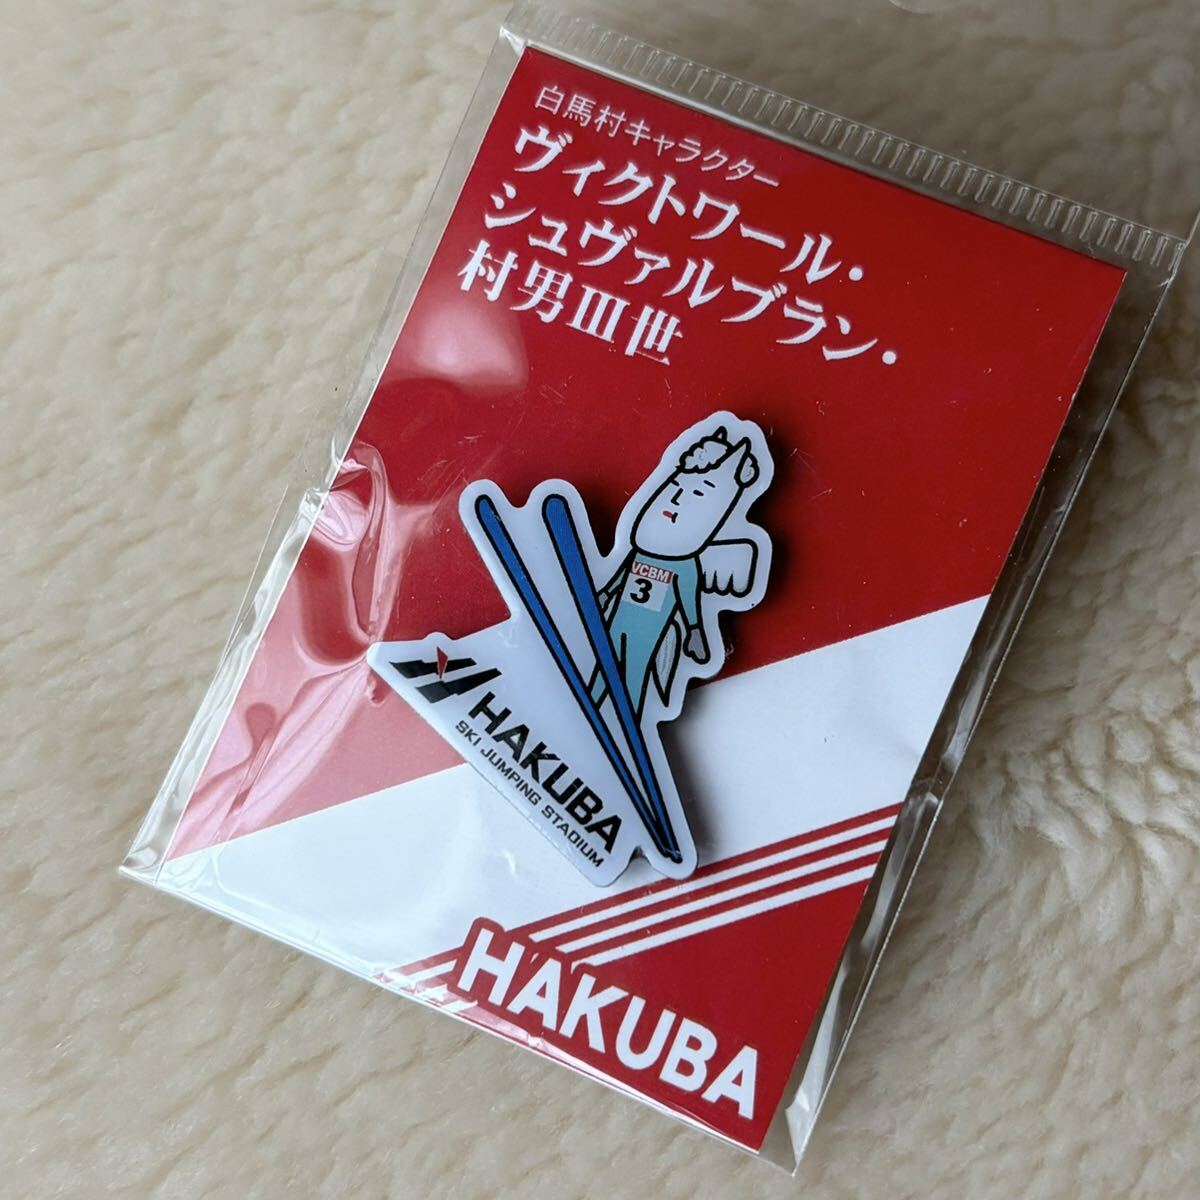 白馬村キャラクター
ヴィクトワール・
シュヴァルブラン・
村男III世
VCBM
3
HAKUBA
SKI JUMPING STADIUM
HAKUBA